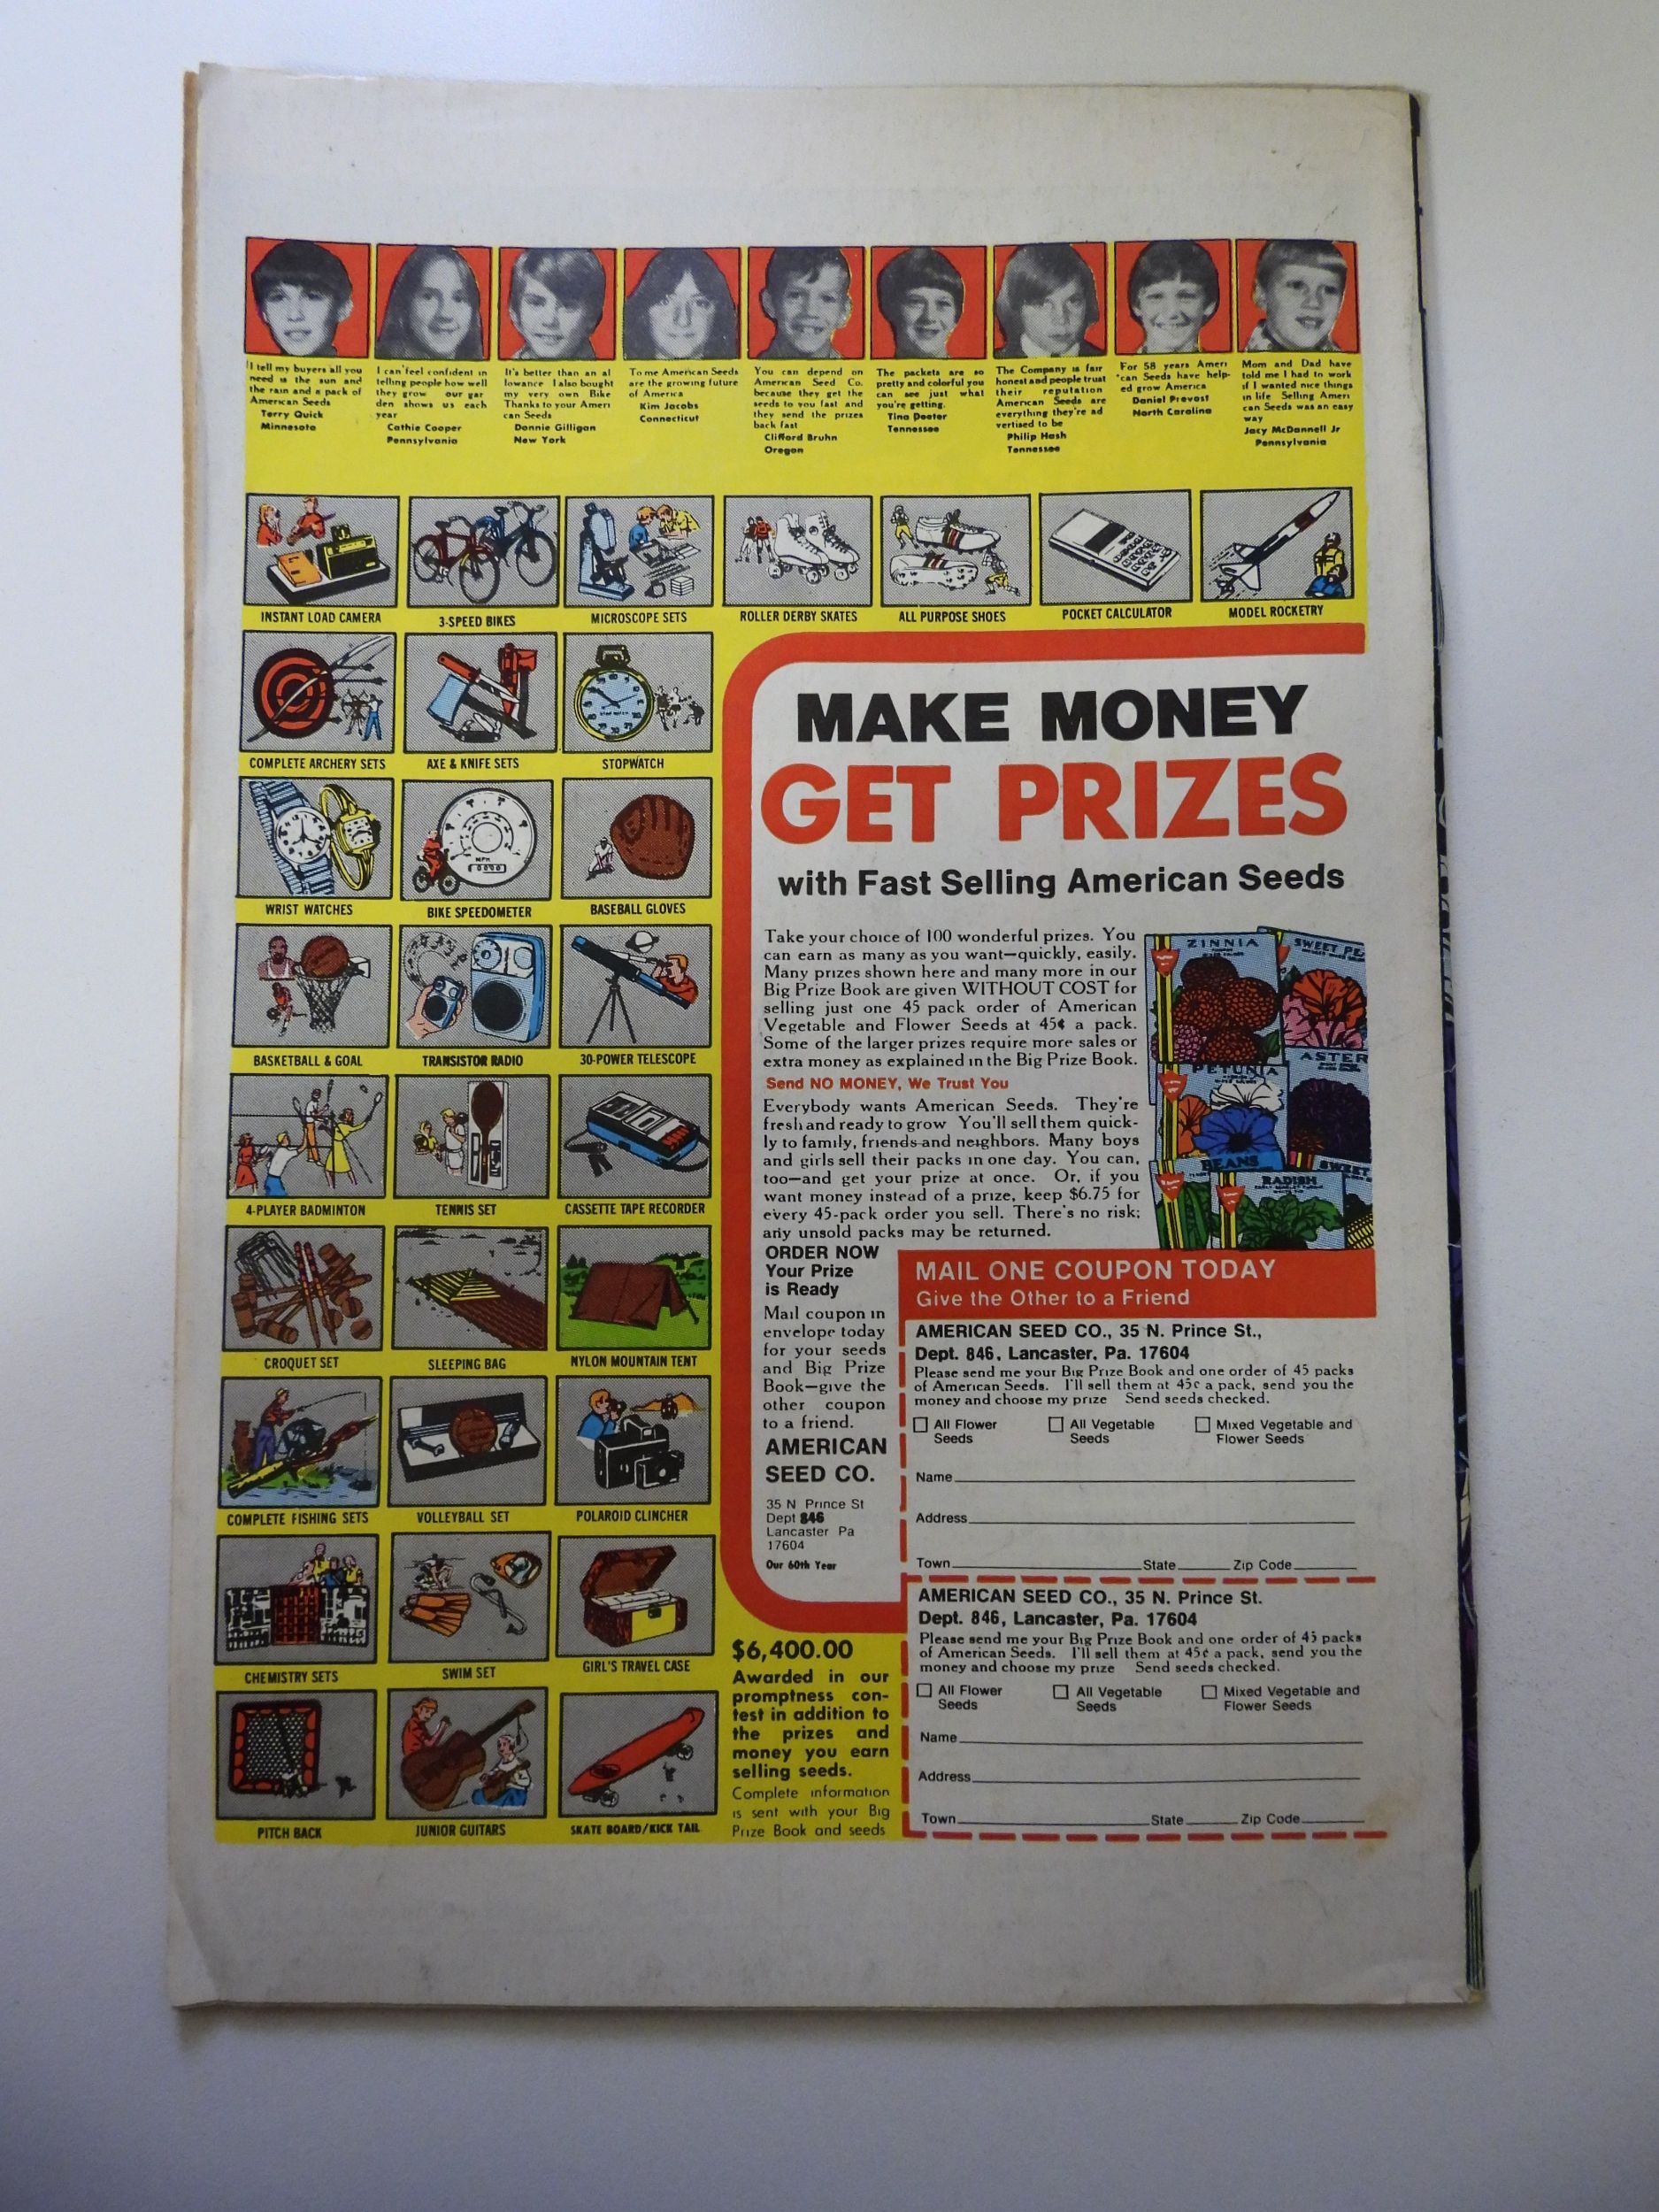 I tell my buyers all you
need is the sun and
the rain and a pack of
American Seeds
Terry Quick
Minnesota
I can feel confident in
telling people how well
they grow our gar
den shows us each
year
Cathie Cooper
Pennsylvania
It's better than an al
lowance I also bought
my very own Bike
Thanks to your Ameri
can Seeds
Donnie Gilligan
New York
To me American Seeds
are the growing future
of America
Kim Jacobs
Connecticut
You can depend on
American Seed Co.
because they get the
seeds to you fast and
they send the prizes
back fast
Clifford Bruhn
Oregon
The packets are so
pretty and colorful you
can see just what
you're getting.
Tina Deeter
Tennessee
The Company is fair
honest and people trust
their reputation
American Seeds are
everything they're ad
vertised to be
Philip Hash
Tennessee
For 58 years Ameri
can Seeds have help-
ed grow America
Daniel Prevost
North Carolina
Mom and Dad have
told me I had to work
if I wanted nice things
in life Selling Ameri
can Seeds was an easy
way
Jacy McDannell Jr
Pennsylvania
INSTANT LOAD CAMERA
3-SPEED BIKES
MICROSCOPE SETS
ROLLER DERBY SKATES
ALL PURPOSE SHOES
POCKET CALCULATOR
MODEL ROCKETRY
COMPLETE ARCHERY SETS
AXE & KNIFE SETS
STOPWATCH
WRIST WATCHES
MPH
BIKE SPEEDOMETER
BASEBALL GLOVES
BASKETBALL & GOAL
TRANSISTOR RADIO
30-POWER TELESCOPE
4-PLAYER BADMINTON
TENNIS SET
CASSETTE TAPE RECORDER
CROQUET SET
SLEEPING BAG
NYLON MOUNTAIN TENT
COMPLETE FISHING SETS
VOLLEYBALL SET
POLAROID CLINCHER
CHEMISTRY SETS
SWIM SET
GIRL'S TRAVEL CASE
PITCH BACK
JUNIOR GUITARS
SKATE BOARD/KICK TAIL
MAKE MONEY
GET PRIZES
with Fast Selling American Seeds
Take your choice of 100 wonderful prizes. You
can earn as many as you want—quickly, easily.
Many prizes shown here and many more in our
Big Prize Book are given WITHOUT COST for
selling just one 45 pack order of American
Vegetable and Flower Seeds at 45¢ a pack.
Some of the larger prizes require more sales or
extra money as explained in the Big Prize Book.
Send NO MONEY, We Trust You
Everybody wants American Seeds. They're
fresh and ready to grow You'll sell them quick-
ly to family, friends and neighbors. Many boys
and girls sell their packs in one day. You can,
too—and get your prize at once. Or, if you
want money instead of a prize, keep $6.75 for
every 45-pack order you sell. There's no risk;
any unsold packs may be returned.
ZINNIA
SWEET PE
ASTER
PETUNIA
BEANS
RADISH
SWEET
ORDER NOW
Your Prize
is Ready
Mail coupon in
envelope today
for your seeds
and Big Prize
Book—give the
other coupon
to a friend.
AMERICAN
SEED CO.
35 N Prince St
Dept 846
Lancaster Pa
17604
Our 60th Year
$6,400.00
Awarded in our
promptness con-
test in addition to
the prizes and
money you earn
selling seeds.
Complete information
is sent with your Big
Prize Book and seeds
MAIL ONE COUPON TODAY
Give the Other to a Friend
AMERICAN SEED CO., 35 N. Prince St.,
Dept. 846, Lancaster, Pa. 17604
Please send me your Big Prize Book and one order of 45 packs
of American Seeds. I'll sell them at 45¢ a pack, send you the
money and choose my prize Send seeds checked.
All Flower Seeds
All Vegetable Seeds
Mixed Vegetable and Flower Seeds
Name
Address
Town State Zip Code
AMERICAN SEED CO., 35 N. Prince St.
Dept. 846, Lancaster, Pa. 17604
Please send me your Big Prize Book and one order of 45 packs
of American Seeds. I'll sell them at 45¢ a pack, send you the
money and choose my prize Send seeds checked.
All Flower Seeds
All Vegetable Seeds
Mixed Vegetable and Flower Seeds
Name
Address
Town State Zip Code